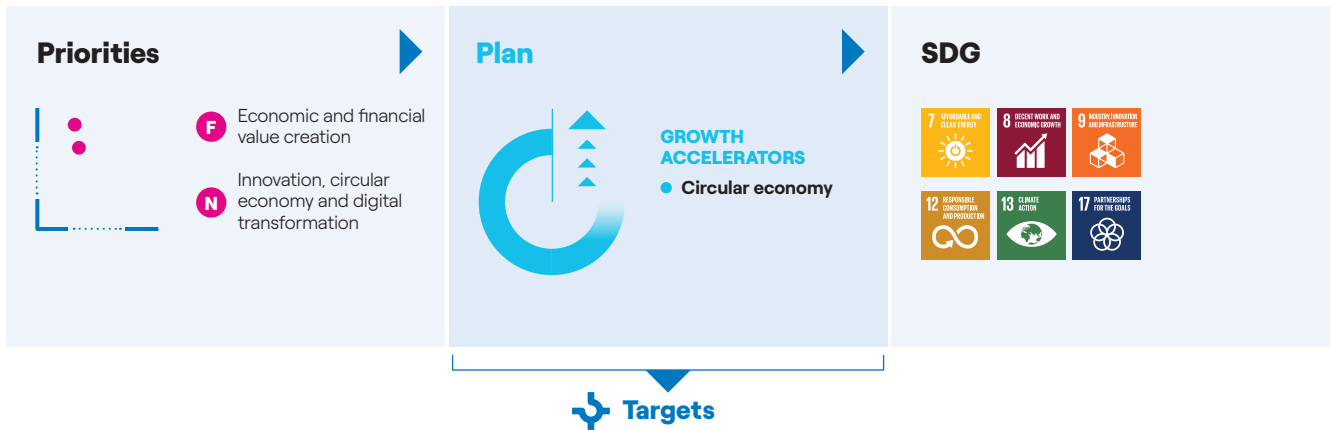 Priorities
F
Economic and financial
value creation
N
Innovation, circular
economy and digital
transformation
Plan
GROWTH
ACCELERATORS
Circular economy
SDG
7 AFFORDABLE AND
CLEAN ENERGY
8 DECENT WORK AND
ECONOMIC GROWTH
9 INDUSTRY, INNOVATION
AND INFRASTRUCTURE
12 RESPONSIBLE
CONSUMPTION
AND PRODUCTION
13 CLIMATE
ACTION
17 PARTNERSHIPS
FOR THE GOALS
Targets